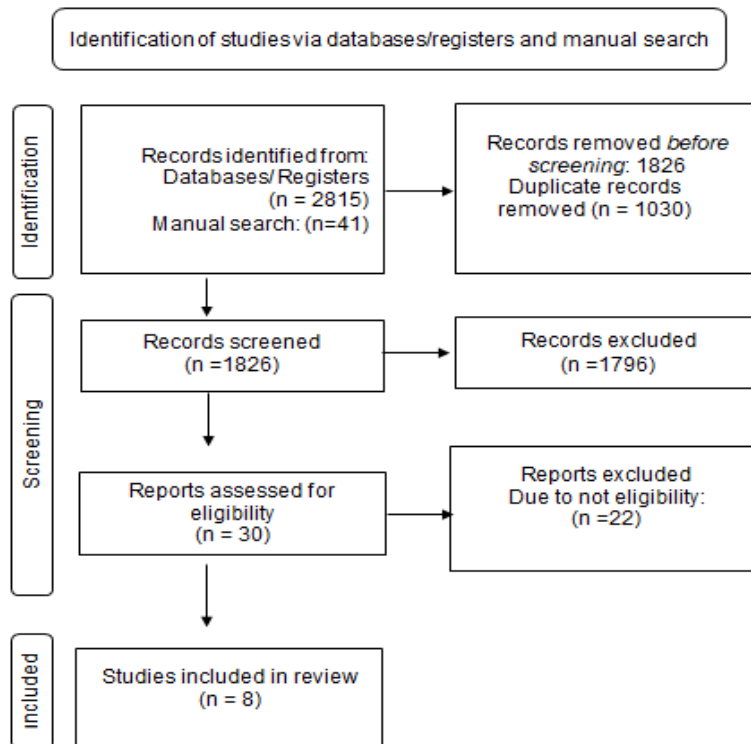 Identification of studies via databases/registers and manual search
Identification
Records identified from:
Databases/ Registers
(n = 2815)
Manual search: (n=41)
Records removed before
screening: 1826
Duplicate records
removed (n = 1030)
Screening
Records screened
(n =1826)
Records excluded
(n =1796)
Reports assessed for
eligibility
(n = 30)
Reports excluded
Due to not eligibility:
(n =22)
Included
Studies included in review
(n = 8)